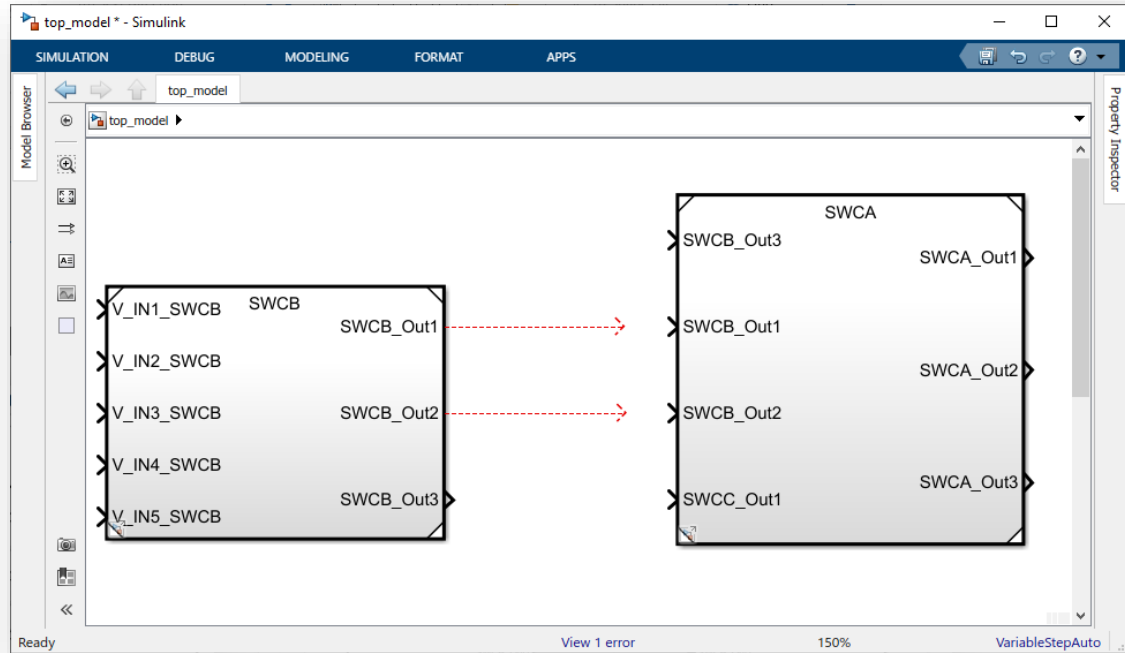 top_model * - Simulink
SIMULATION DEBUG MODELING FORMAT APPS
?
Model Browser
top_model
top_model
Property Inspector
SWCB
V_IN1_SWCB
V_IN2_SWCB
V_IN3_SWCB
V_IN4_SWCB
V_IN5_SWCB
SWCB_Out1
SWCB_Out2
SWCB_Out3
SWCA
SWCB_Out3
SWCB_Out1
SWCB_Out2
SWCC_Out1
SWCA_Out1
SWCA_Out2
SWCA_Out3
Ready View 1 error 150% VariableStepAuto